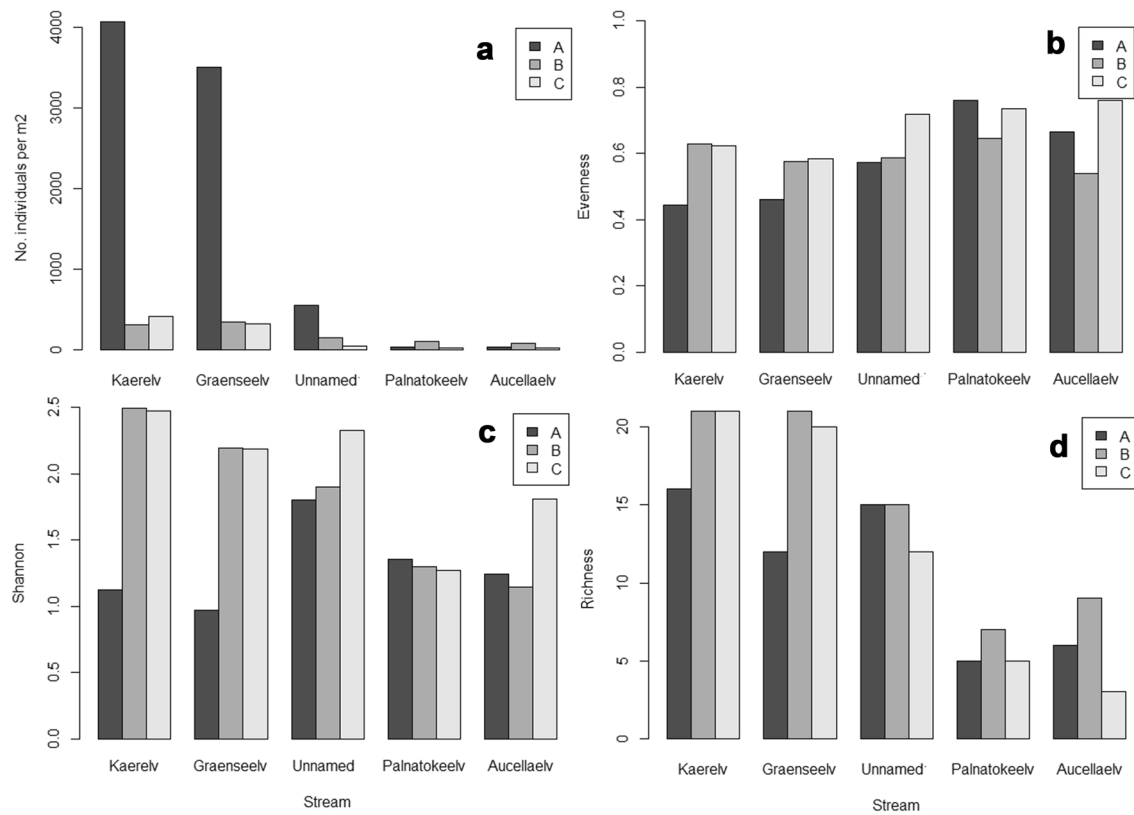 a
A
B
C
No. individuals per m2
4000
3000
2000
1000
0
Kaerelv
Graenseelv
Unnamed
Palnatokeelv
Aucellaelv
b
A
B
C
Evenness
1.0
0.8
0.6
0.4
0.2
0.0
Kaerelv
Graenseelv
Unnamed
Palnatokeelv
Aucellaelv
c
A
B
C
Shannon
2.5
2.0
1.5
1.0
0.5
0.0
Kaerelv
Graenseelv
Unnamed
Palnatokeelv
Aucellaelv
Stream
d
A
B
C
Richness
20
15
10
5
0
Kaerelv
Graenseelv
Unnamed
Palnatokeelv
Aucellaelv
Stream